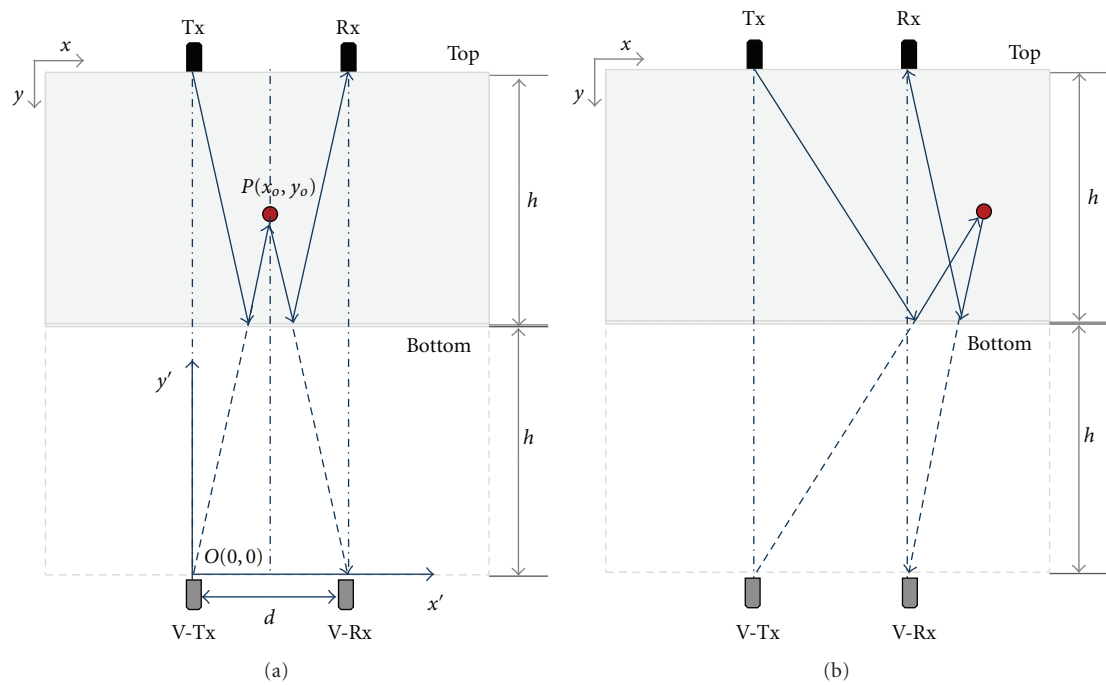 Tx
Rx
Top
x
y
P(xₒ, yₒ)
h
Bottom
y′
h
O(0, 0)
d
x′
V-Tx
V-Rx
(a)
Tx
Rx
Top
x
y
h
Bottom
h
V-Tx
V-Rx
(b)